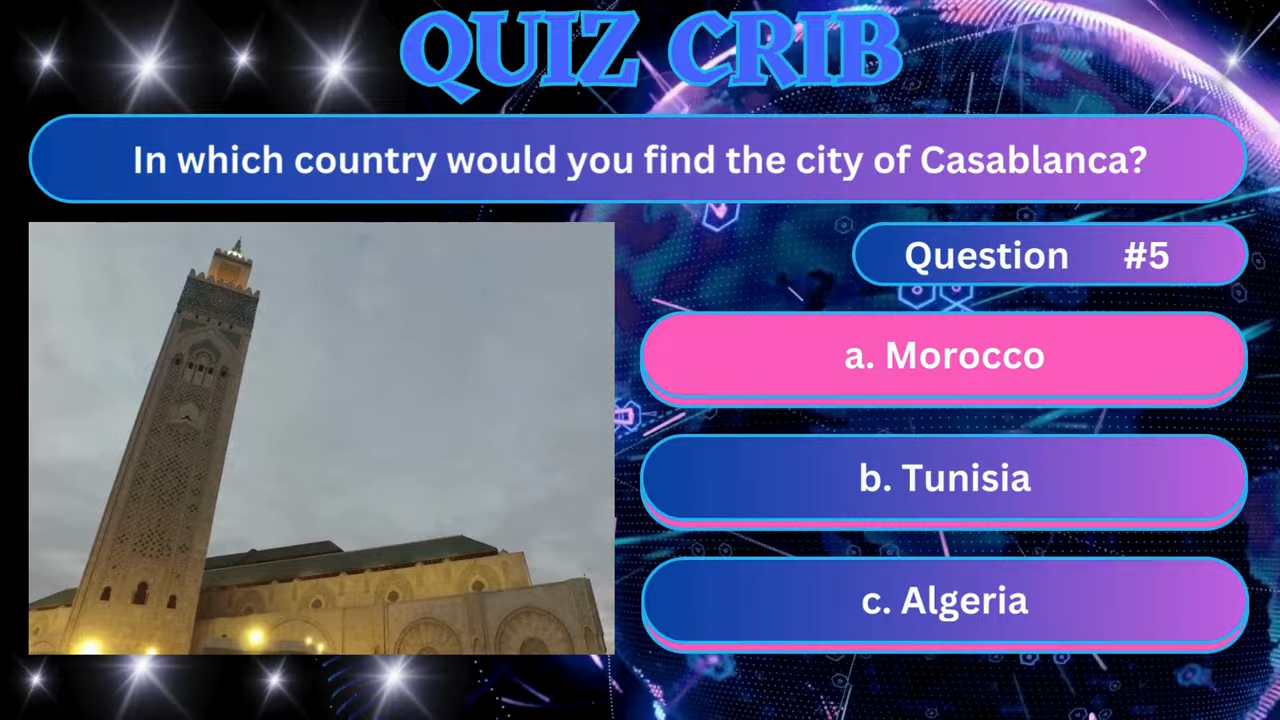 QUIZ CRIB
In which country would you find the city of Casablanca?
Question #5
a. Morocco
b. Tunisia
c. Algeria